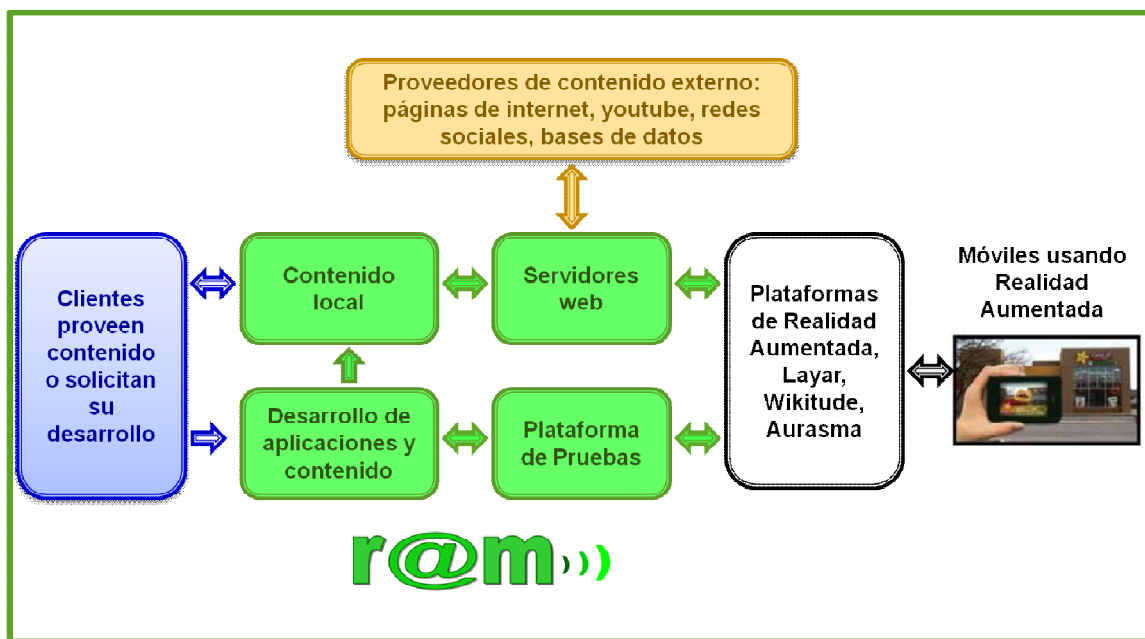 Proveedores de contenido externo:
páginas de internet, youtube, redes
sociales, bases de datos
Clientes
proveen
contenido
o solicitan
su
desarrollo
Contenido
local
Servidores
web
Desarrollo de
aplicaciones y
contenido
Plataforma
de Pruebas
Plataformas
de Realidad
Aumentada,
Layar,
Wikitude,
Aurasma
Móviles usando
Realidad
Aumentada
r@m